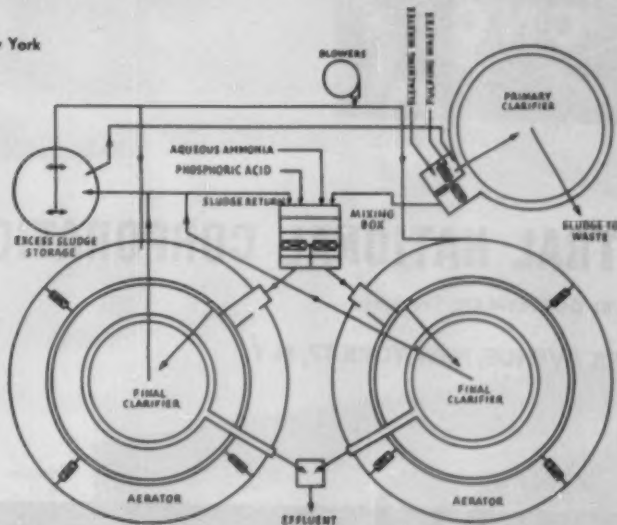 York
BLOWERS
BLEACHING WASTES
PULPING WASTES
PRIMARY
CLARIFIER
AQUEOUS AMMONIA
PHOSPHORIC ACID
SLUDGE RETURN
MIXING
BOX
SLUDGE TO
WASTE
EXCESS SLUDGE
STORAGE
FINAL
CLARIFIER
FINAL
CLARIFIER
AERATOR
AERATOR
EFFLUENT